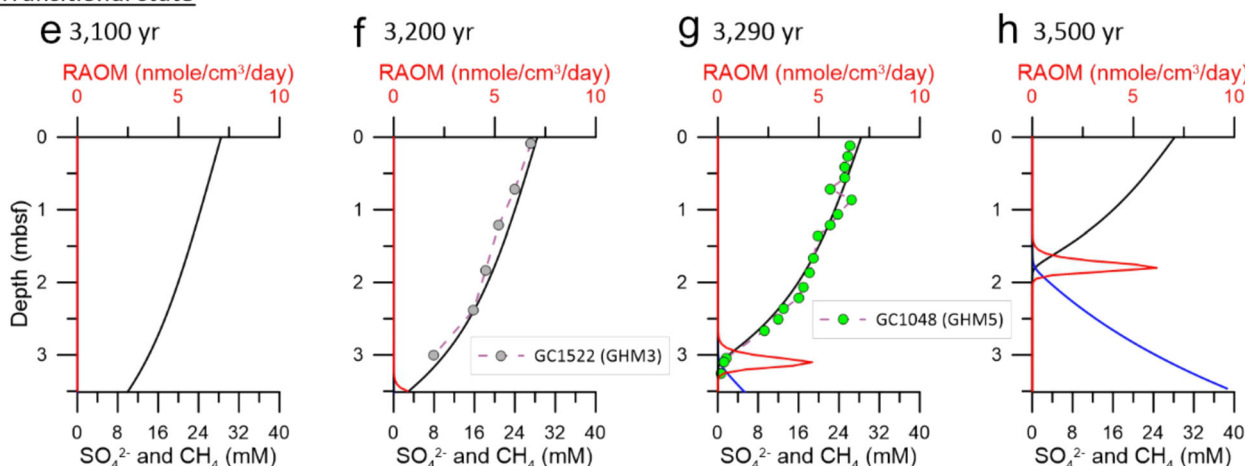 Transitional state
e 3,100 yr
RAOM (nmole/cm³/day)
0 5 10
0
1
2
3
Depth (mbsf)
0 8 16 24 32 40
SO₄²⁻ and CH₄ (mM)
f 3,200 yr
RAOM (nmole/cm³/day)
0 5 10
0
1
2
3
GC1522 (GHM3)
0 8 16 24 32 40
SO₄²⁻ and CH₄ (mM)
g 3,290 yr
RAOM (nmole/cm³/day)
0 5 10
0
1
2
3
GC1048 (GHM5)
0 8 16 24 32 40
SO₄²⁻ and CH₄ (mM)
h 3,500 yr
RAOM (nmole/cm³/day)
0 5 10
0
1
2
3
0 8 16 24 32 40
SO₄²⁻ and CH₄ (mM)